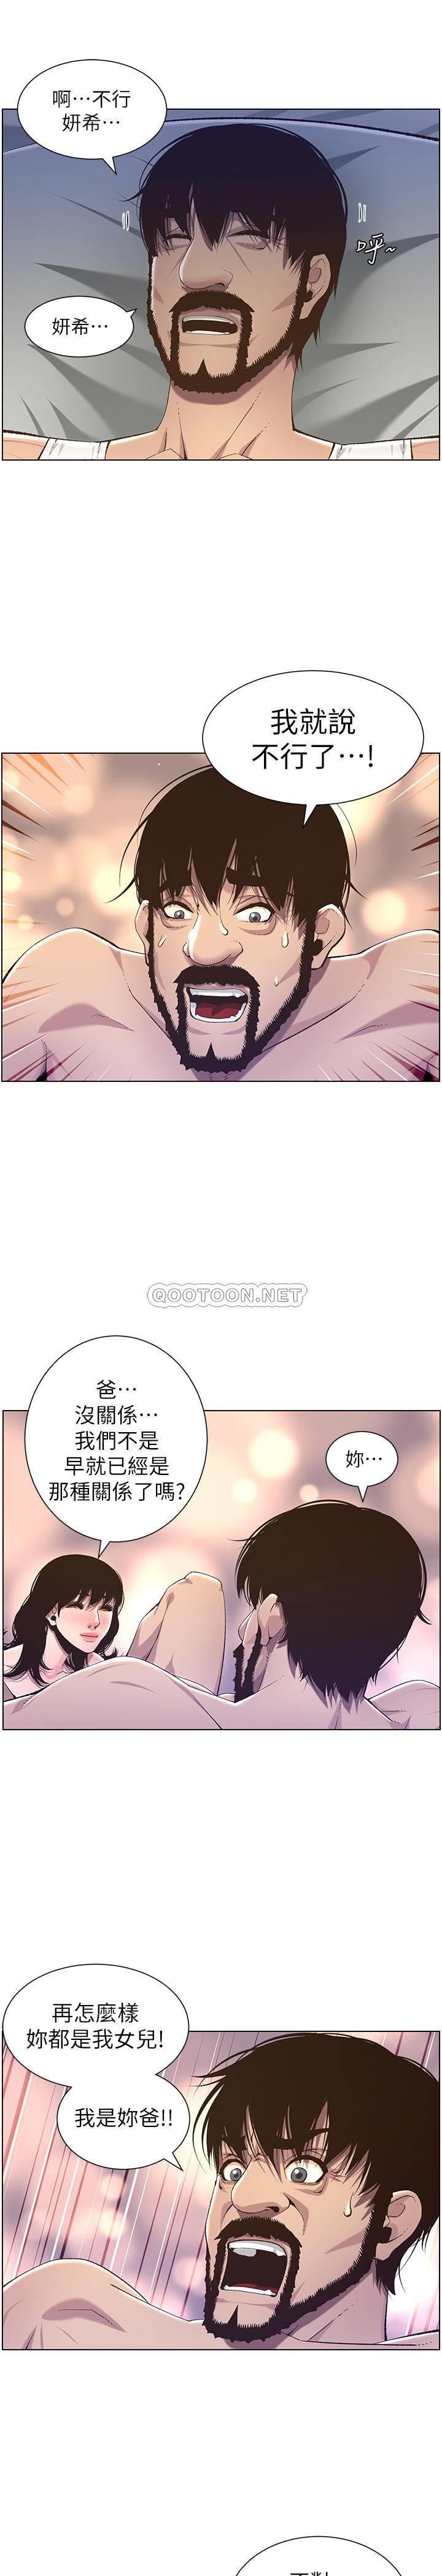 啊…不行
妍希…
呼~
妍希…
我就說
不行了…!
QOOTOON.NET
爸…
沒關係…
我們不是
早就已經是
那種關係了嗎?
妳…
再怎麼樣
妳都是我女兒!
我是妳爸!!